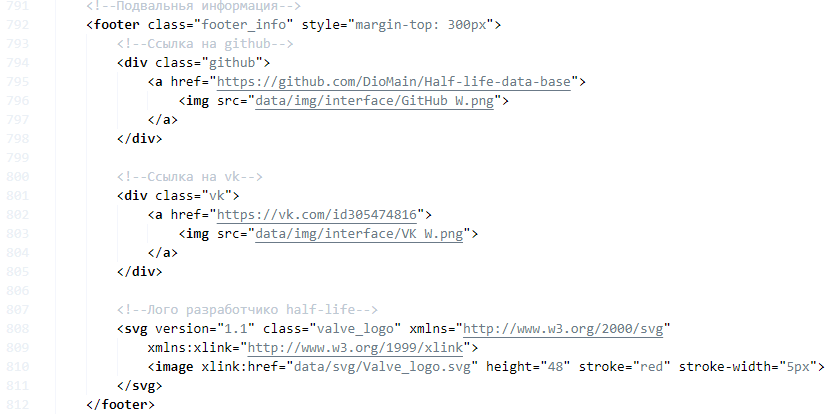 791 <!--Подвальныя информация-->
792 <footer class="footer_info" style="margin-top: 300px">
793 <!--Ссылка на github-->
794 <div class="github">
795 <a href="https://github.com/DioMain/Half-life-data-base">
796 <img src="data/img/interface/GitHub W.png">
797 </a>
798 </div>
799
800 <!--Ссылка на vk-->
801 <div class="vk">
802 <a href="https://vk.com/id305474816">
803 <img src="data/img/interface/VK W.png">
804 </a>
805 </div>
806
807 <!--Лого разработчико half-life-->
808 <svg version="1.1" class="valve_logo" xmlns="http://www.w3.org/2000/svg"
809 xmlns:xlink="http://www.w3.org/1999/xlink">
810 <image xlink:href="data/svg/Valve_logo.svg" height="48" stroke="red" stroke-width="5px">
811 </svg>
812 </footer>